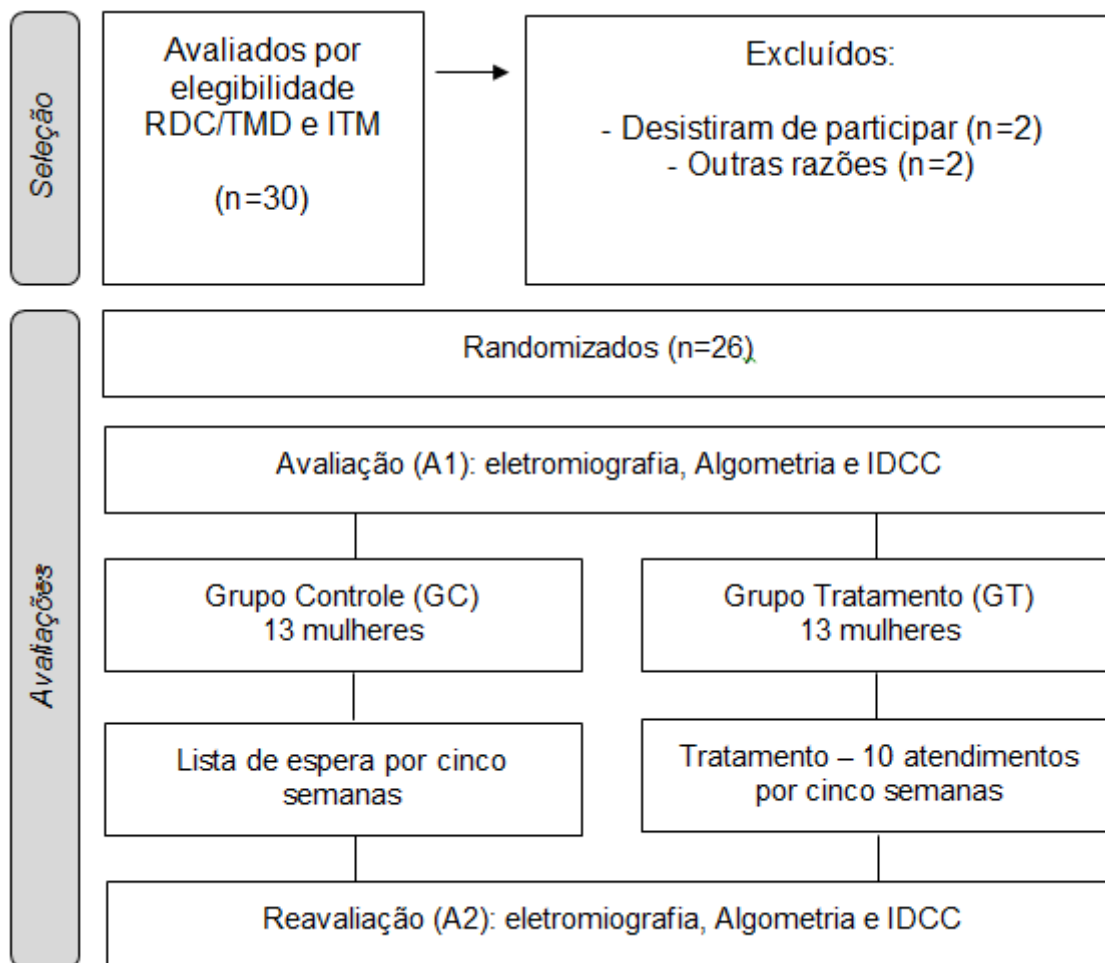 Seleção
Avaliados por
elegibilidade
RDC/TMD e ITM
(n=30)
Excluídos:
- Desistiram de participar (n=2)
- Outras razões (n=2)
Avaliações
Randomizados (n=26)
Avaliação (A1): eletromiografia, Algometria e IDCC
Grupo Controle (GC)
13 mulheres
Grupo Tratamento (GT)
13 mulheres
Lista de espera por cinco
semanas
Tratamento – 10 atendimentos
por cinco semanas
Reavaliação (A2): eletromiografia, Algometria e IDCC